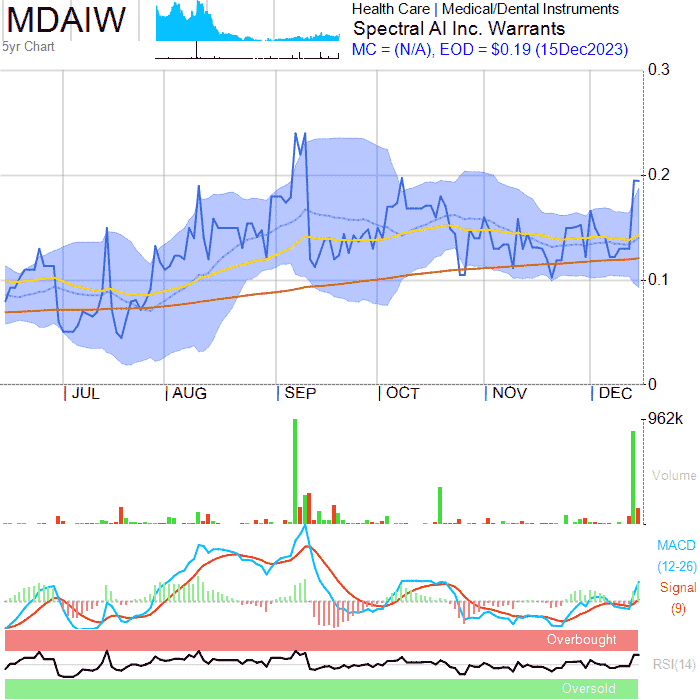 MDAIW
5yr Chart
Health Care | Medical/Dental Instruments
Spectral AI Inc. Warrants
MC = (N/A), EOD = $0.19 (15Dec2023)
0.3
0.2
0.1
0
JUL AUG SEP OCT NOV DEC
962k
Volume
MACD
(12-26)
Signal
(9)
Overbought
RSI(14)
Oversold